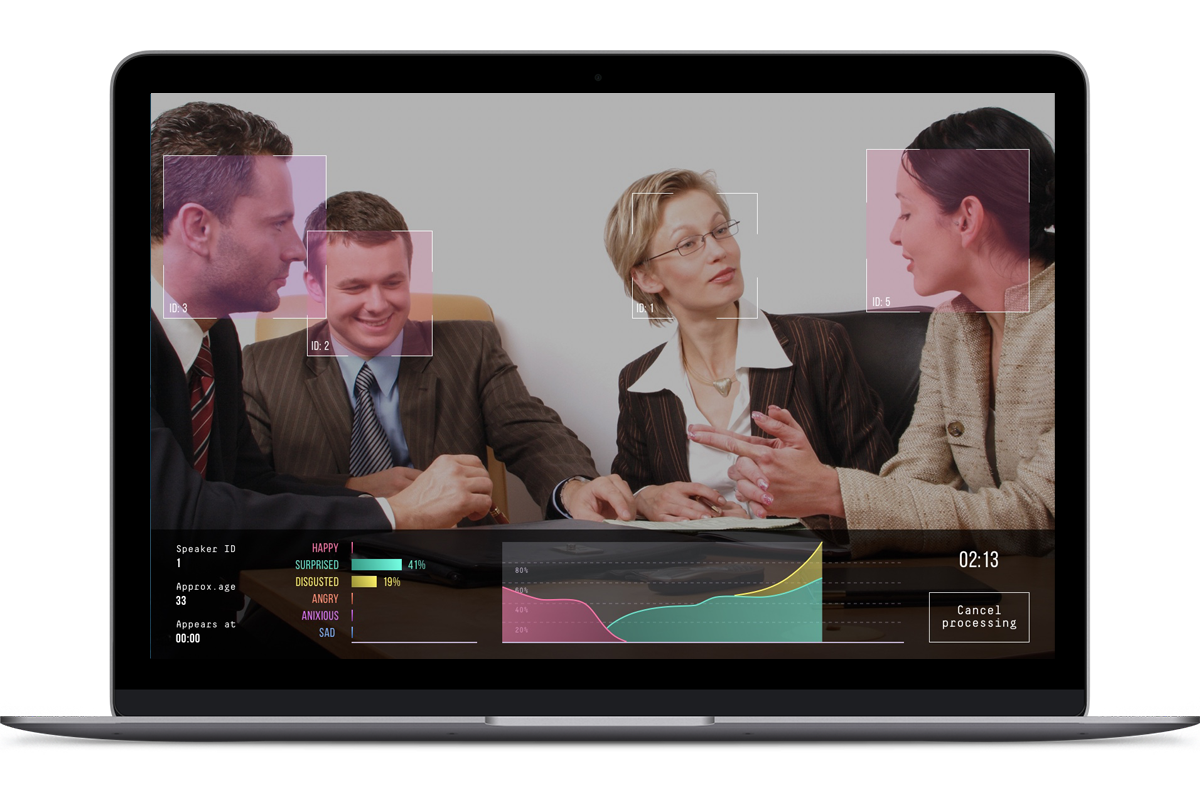 ID: 3
ID: 2
ID: 1
ID: 5
Speaker ID
1
Approx.age
33
Appears at
00:00
HAPPY
SURPRISED 41%
DISGUSTED 19%
ANGRY
ANIXIOUS
SAD
80%
60%
40%
20%
02:13
Cancel
processing